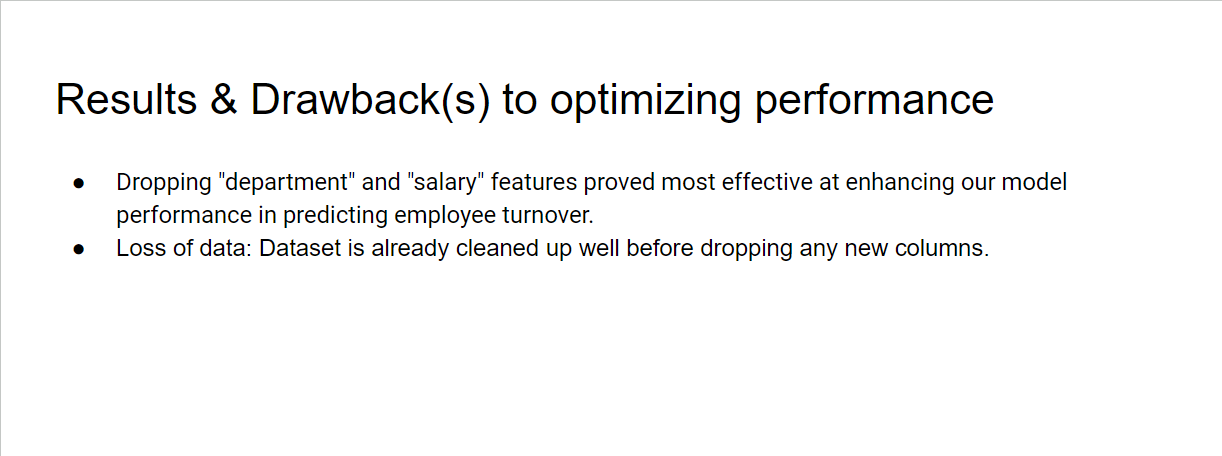 Results & Drawback(s) to optimizing performance
● Dropping "department" and "salary" features proved most effective at enhancing our model
performance in predicting employee turnover.
● Loss of data: Dataset is already cleaned up well before dropping any new columns.